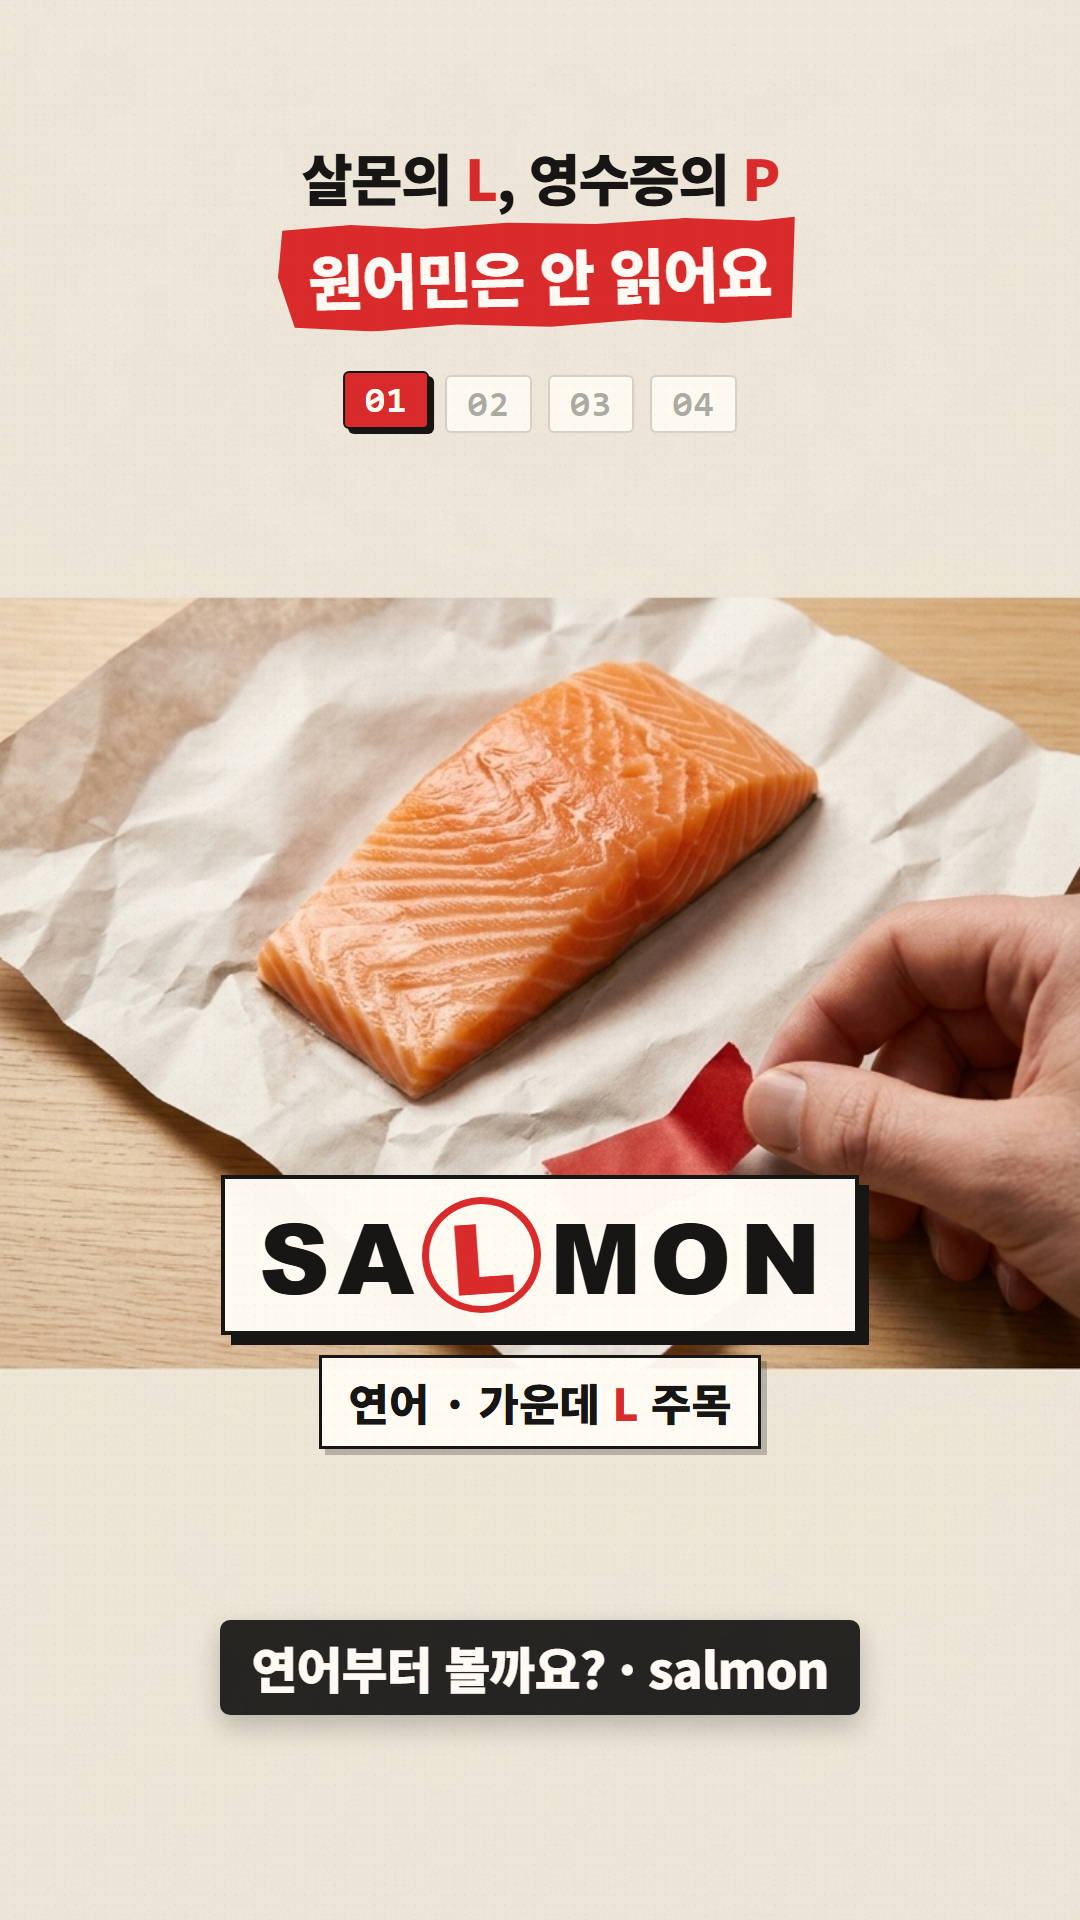 살몬의 L, 영수증의 P
원어민은 안 읽어요
01 02 03 04
SALMON
연어 · 가운데 L 주목
연어부터 볼까요? · salmon